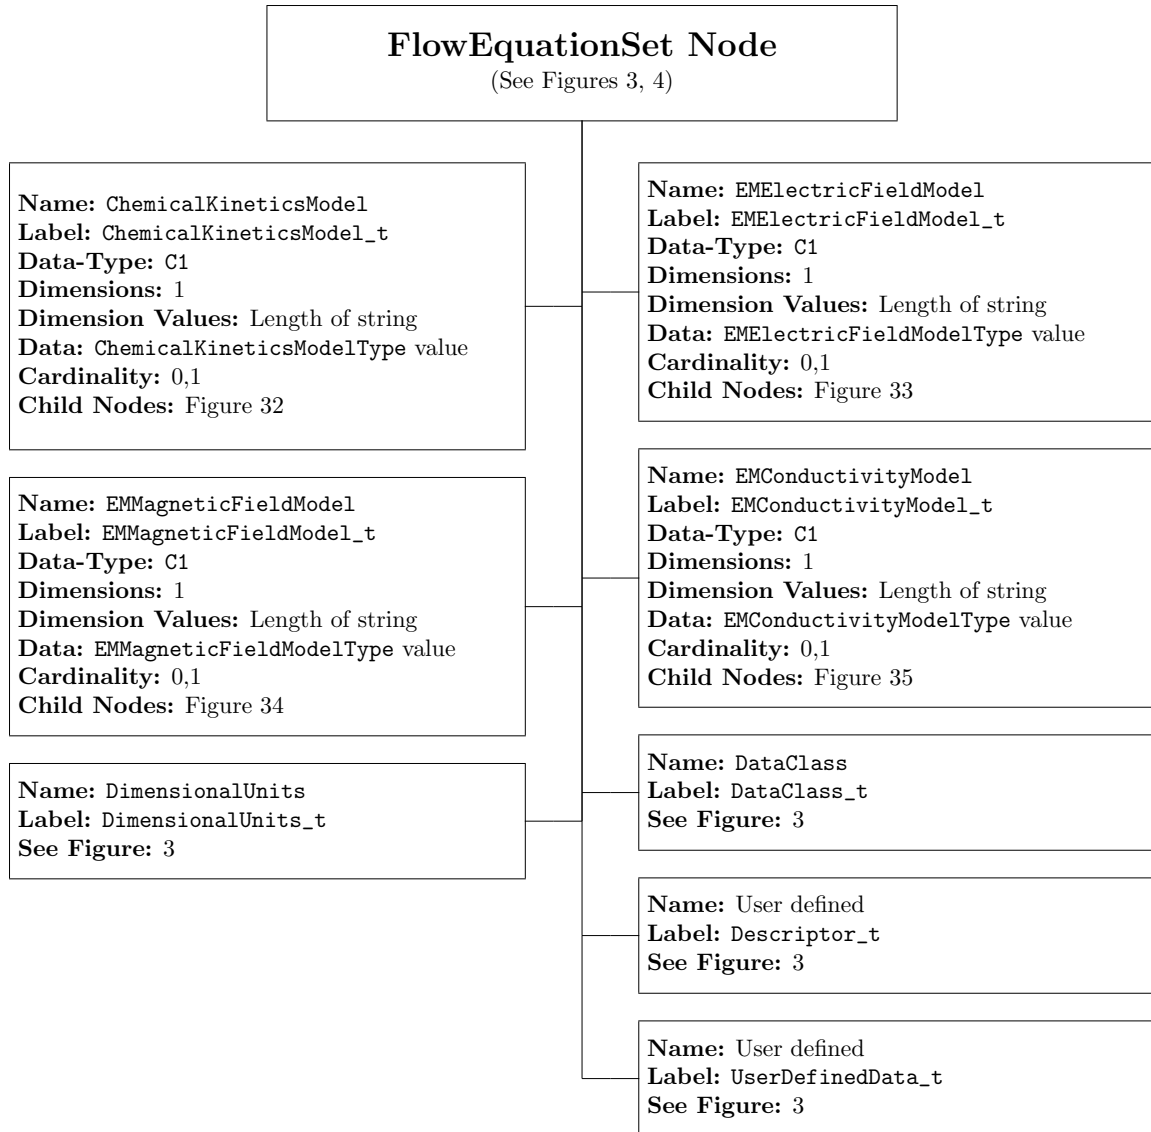 FlowEquationSet Node
(See Figures 3, 4)
Name: ChemicalKineticsModel
Label: ChemicalKineticsModel_t
Data-Type: C1
Dimensions: 1
Dimension Values: Length of string
Data: ChemicalKineticsModelType value
Cardinality: 0,1
Child Nodes: Figure 32
Name: EMElectricFieldModel
Label: EMElectricFieldModel_t
Data-Type: C1
Dimensions: 1
Dimension Values: Length of string
Data: EMElectricFieldModelType value
Cardinality: 0,1
Child Nodes: Figure 33
Name: EMMagneticFieldModel
Label: EMMagneticFieldModel_t
Data-Type: C1
Dimensions: 1
Dimension Values: Length of string
Data: EMMagneticFieldModelType value
Cardinality: 0,1
Child Nodes: Figure 34
Name: EMConductivityModel
Label: EMConductivityModel_t
Data-Type: C1
Dimensions: 1
Dimension Values: Length of string
Data: EMConductivityModelType value
Cardinality: 0,1
Child Nodes: Figure 35
Name: DimensionalUnits
Label: DimensionalUnits_t
See Figure: 3
Name: DataClass
Label: DataClass_t
See Figure: 3
Name: User defined
Label: Descriptor_t
See Figure: 3
Name: User defined
Label: UserDefinedData_t
See Figure: 3